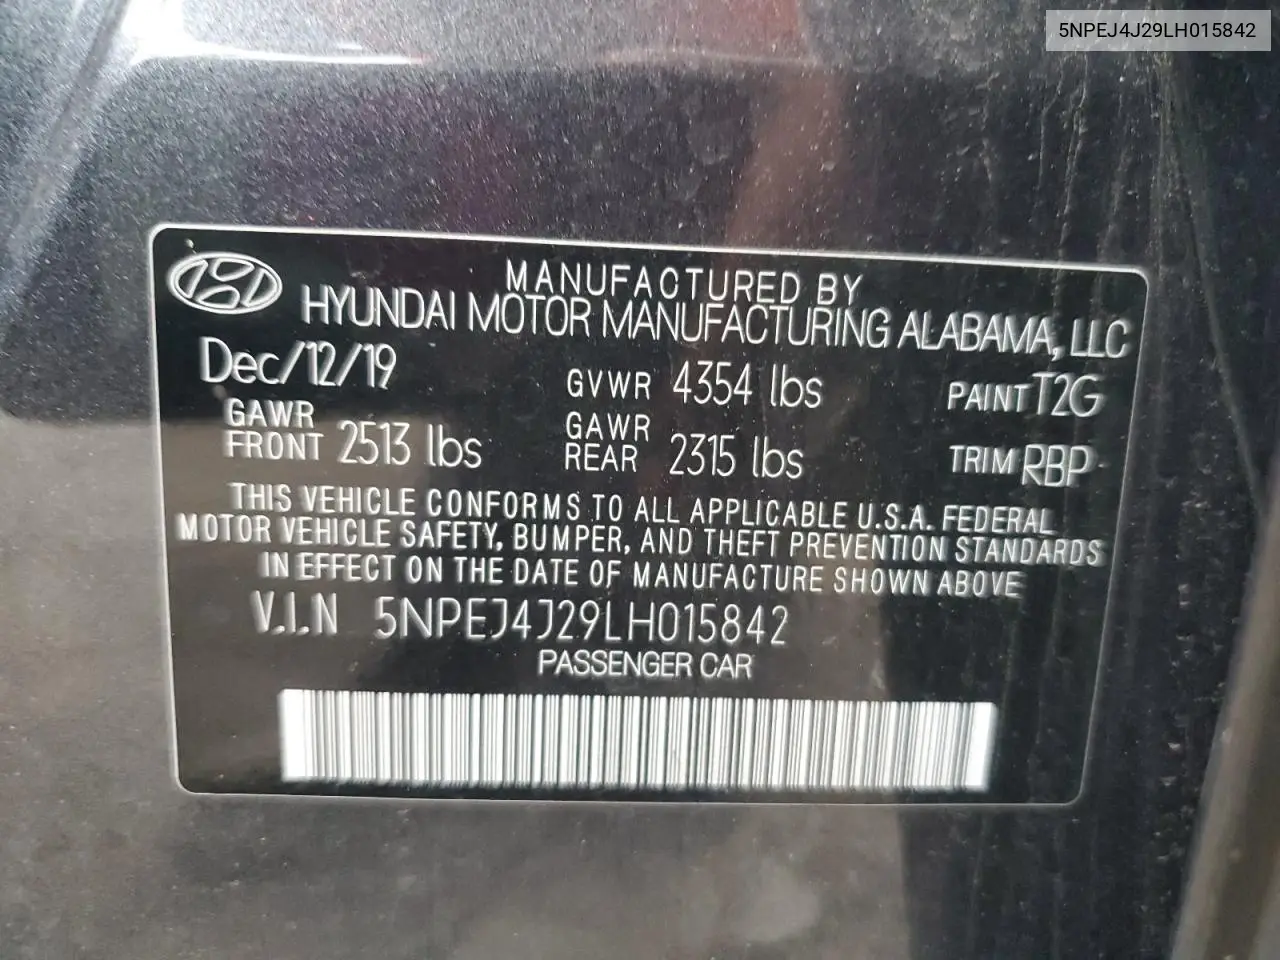 5NPEJ4J29LH015842
MANUFACTURED BY
HYUNDAI MOTOR MANUFACTURING ALABAMA, LLC
Dec/12/19 GVWR 4354 lbs PAINT T2G
GAWR FRONT 2513 lbs GAWR REAR 2315 lbs TRIM RBP
THIS VEHICLE CONFORMS TO ALL APPLICABLE U.S.A. FEDERAL
MOTOR VEHICLE SAFETY, BUMPER, AND THEFT PREVENTION STANDARDS
IN EFFECT ON THE DATE OF MANUFACTURE SHOWN ABOVE
V.I.N 5NPEJ4J29LH015842
PASSENGER CAR